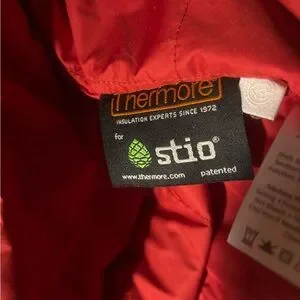 Thermore
INSULATION EXPERTS SINCE 1972
for
stio®
www.thermore.com patented